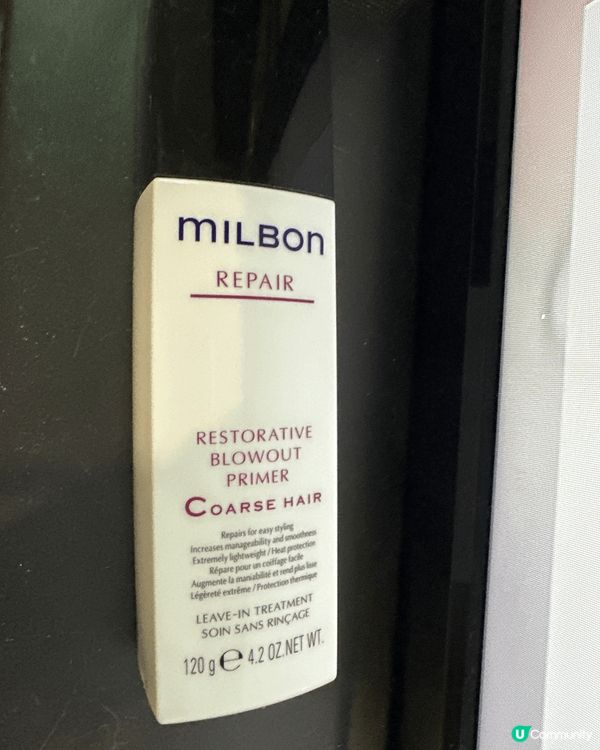 MILBON
REPAIR
RESTORATIVE
BLOWOUT
PRIMER
COARSE HAIR
Repairs for easy styling
Increases manageability and smoothness
Extremely lightweight / Heat protection
Répare pour un coiffage facile
Augmente la maniabilité et rend plus lisse
Légèreté extrême / Protection thermique
LEAVE-IN TREATMENT
SOIN SANS RINÇAGE
120 g e 4.2 OZ.NET WT.
U Community